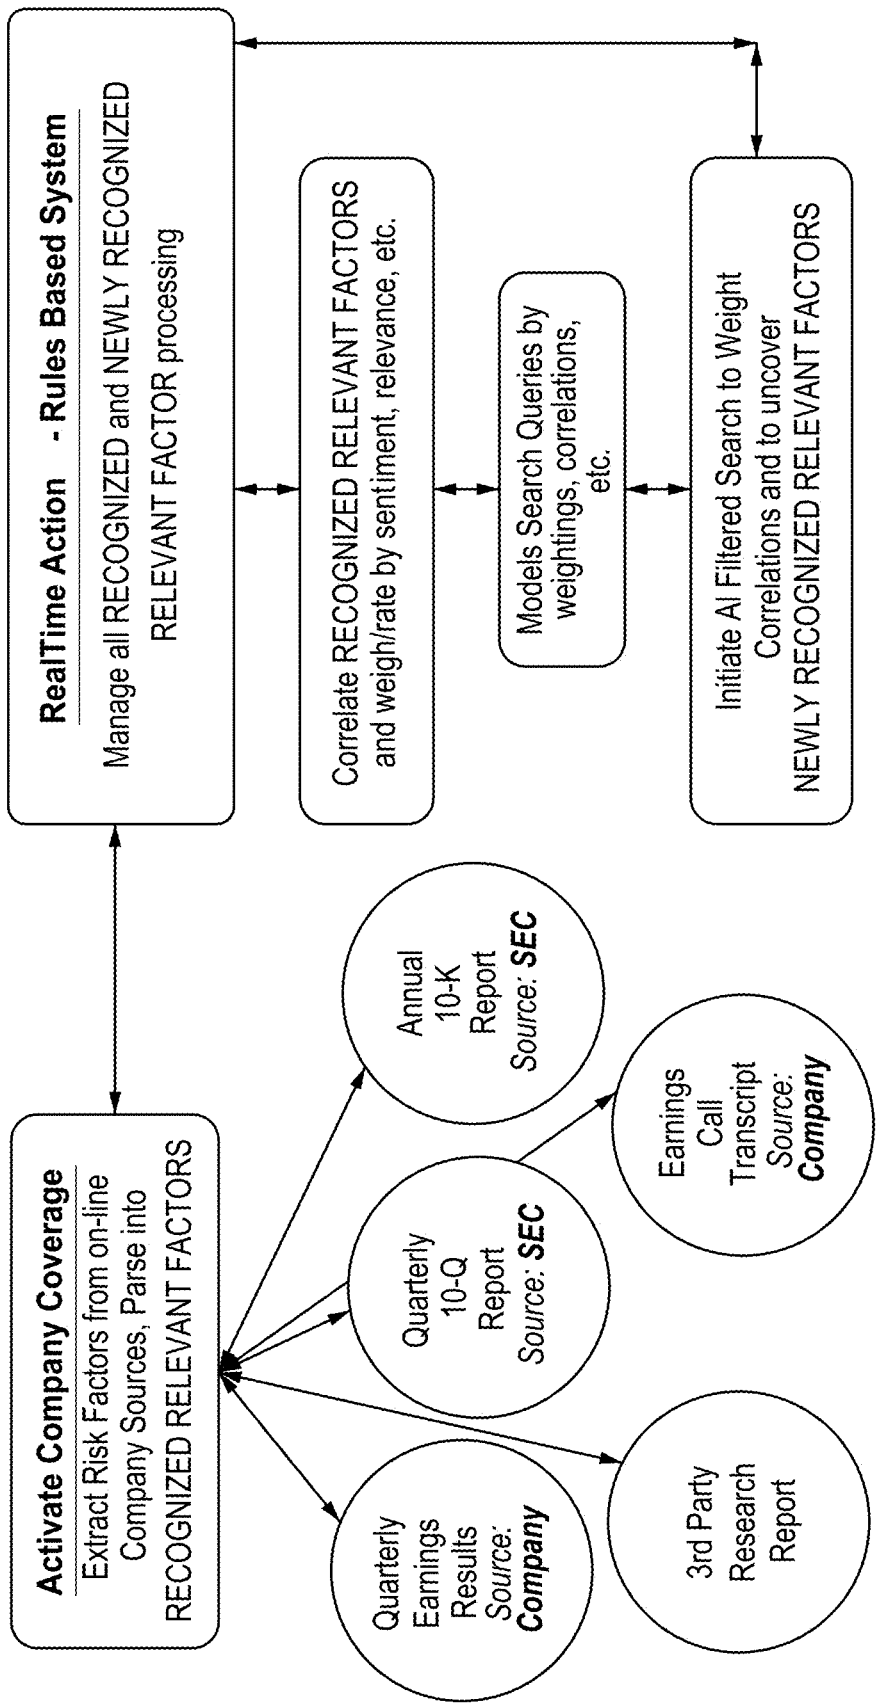 Activate Company Coverage
Extract Risk Factors from on-line
Company Sources, Parse into
RECOGNIZED RELEVANT FACTORS
Quarterly
Earnings
Results
Source:
Company
Quarterly
10-Q
Report
Source: SEC
Annual
10-K
Report
Source: SEC
3rd Party
Research
Report
Earnings
Call
Transcript
Source:
Company
RealTime Action - Rules Based System
Manage all RECOGNIZED and NEWLY RECOGNIZED
RELEVANT FACTOR processing
Correlate RECOGNIZED RELEVANT FACTORS
and weigh/rate by sentiment, relevance, etc.
Models Search Queries by
weightings, correlations,
etc.
Initiate AI Filtered Search to Weight
Correlations and to uncover
NEWLY RECOGNIZED RELEVANT FACTORS